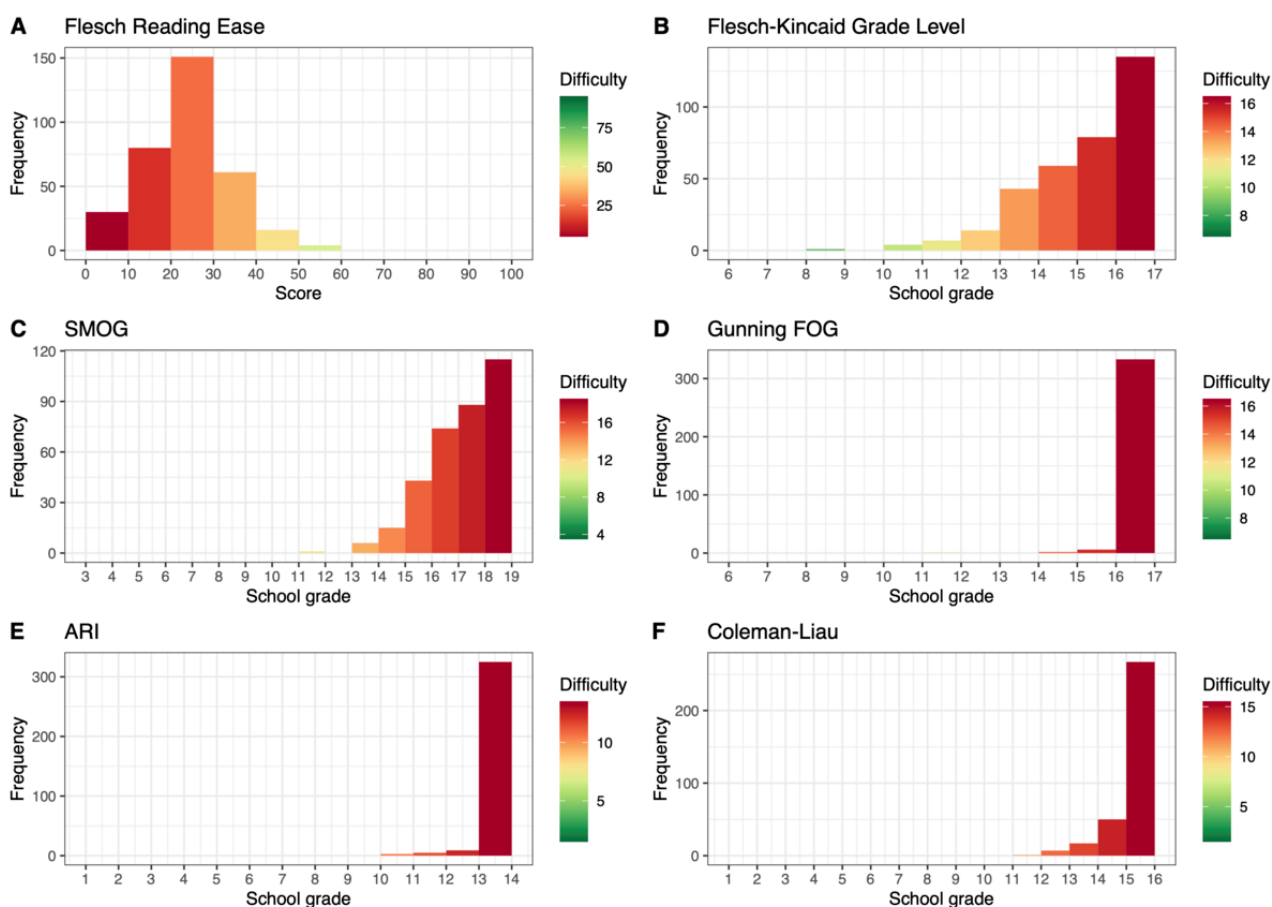 A Flesch Reading Ease
150
100
50
0
Frequency
0 10 20 30 40 50 60 70 80 90 100
Score
Difficulty
75
50
25
B Flesch-Kincaid Grade Level
100
50
0
Frequency
6 7 8 9 10 11 12 13 14 15 16 17
School grade
Difficulty
16
14
12
10
8
C SMOG
120
90
60
30
0
Frequency
3 4 5 6 7 8 9 10 11 12 13 14 15 16 17 18 19
School grade
Difficulty
16
12
8
4
D Gunning FOG
300
200
100
0
Frequency
6 7 8 9 10 11 12 13 14 15 16 17
School grade
Difficulty
16
14
12
10
8
E ARI
300
200
100
0
Frequency
1 2 3 4 5 6 7 8 9 10 11 12 13 14
School grade
Difficulty
10
5
F Coleman-Liau
200
100
0
Frequency
1 2 3 4 5 6 7 8 9 10 11 12 13 14 15 16
School grade
Difficulty
15
10
5